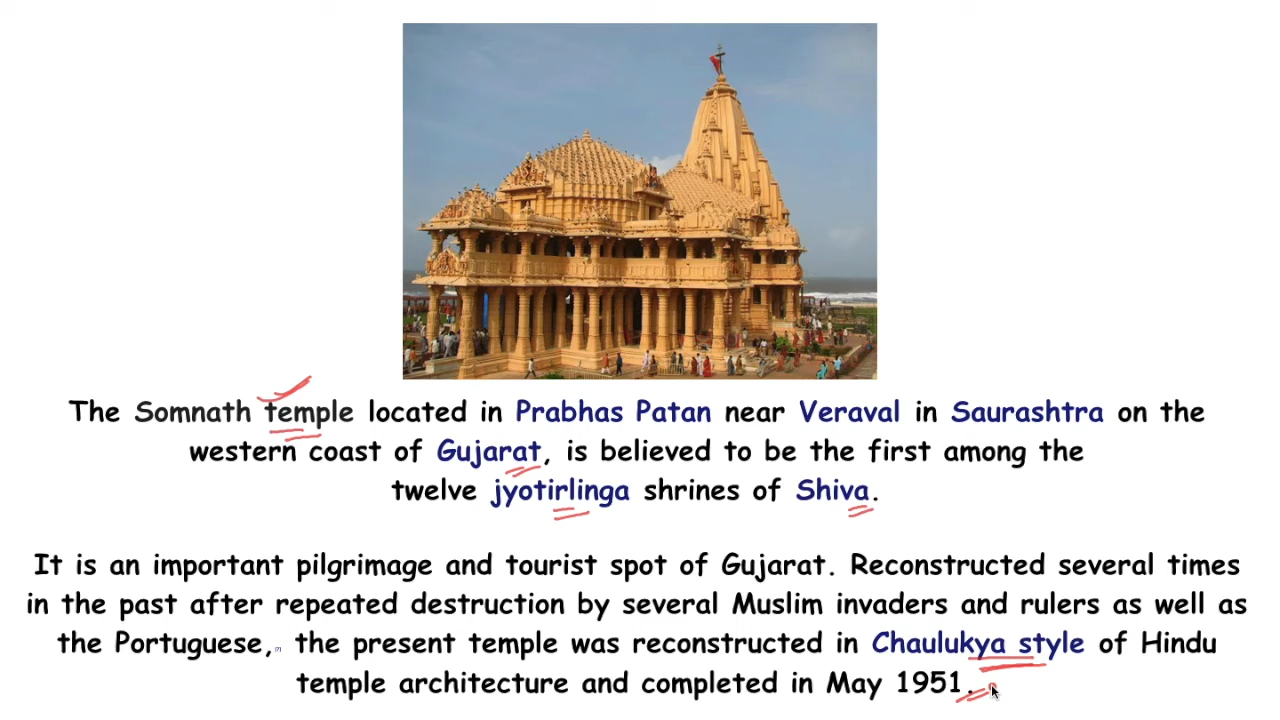 The Somnath temple located in Prabhas Patan near Veraval in Saurashtra on the
western coast of Gujarat, is believed to be the first among the
twelve jyotirlinga shrines of Shiva.
It is an important pilgrimage and tourist spot of Gujarat. Reconstructed several times
in the past after repeated destruction by several Muslim invaders and rulers as well as
the Portuguese, the present temple was reconstructed in Chaulukya style of Hindu
temple architecture and completed in May 1951.